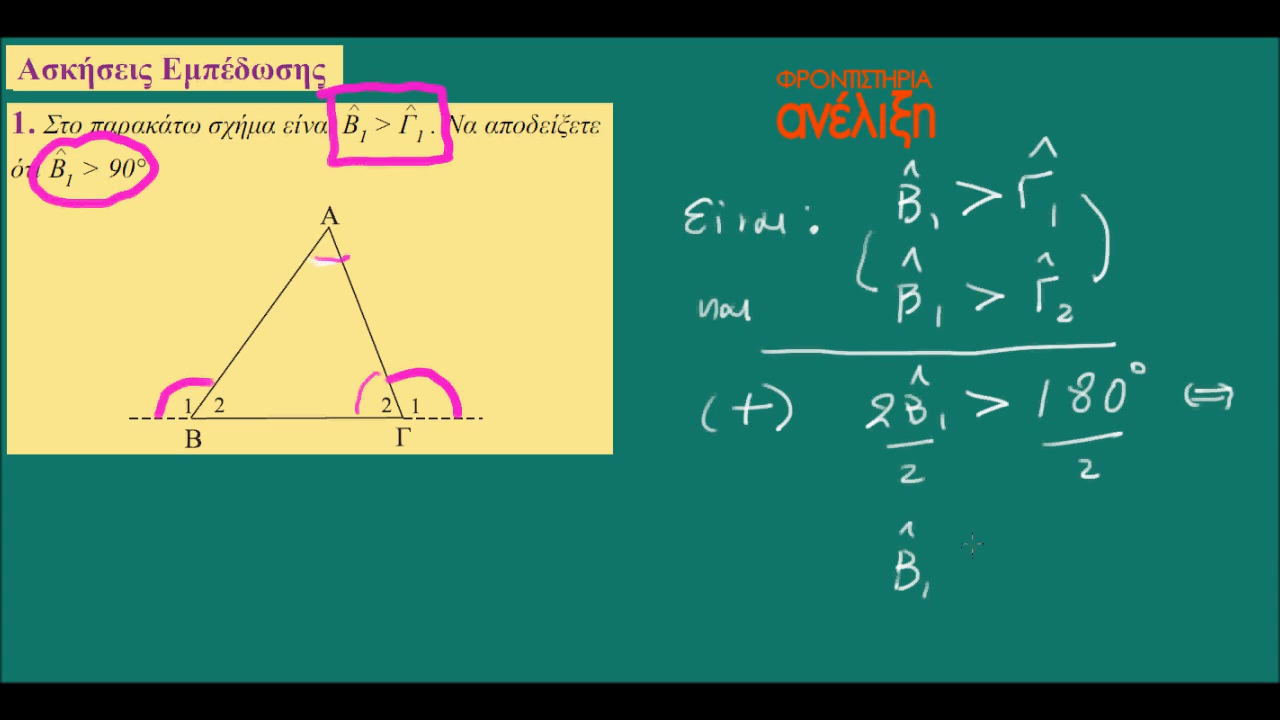 Ασκήσεις Εμπέδωσης
1. Στο παρακάτω σχήμα είναι B̂₁ > Γ̂₁. Να αποδείξετε
ότι B̂₁ > 90°
A
1 2 2 1
B Γ
ΦΡΟΝΤΙΣΤΗΡΙΑ
ανέλιξη
Είναι: B̂₁ > Γ̂₁
και B̂₁ > Γ̂₂
(+) 2B̂₁ > 180° ⇔
2 2
B̂₁